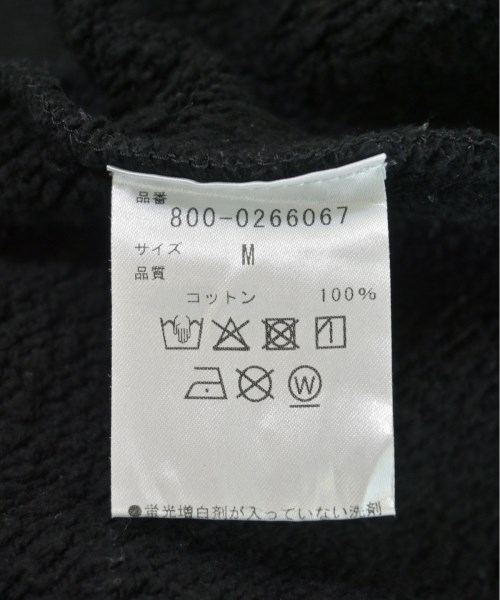 品番
800-0266067
サイズ M
品質
コットン 100%
W
●蛍光増白剤が入っていない洗剤